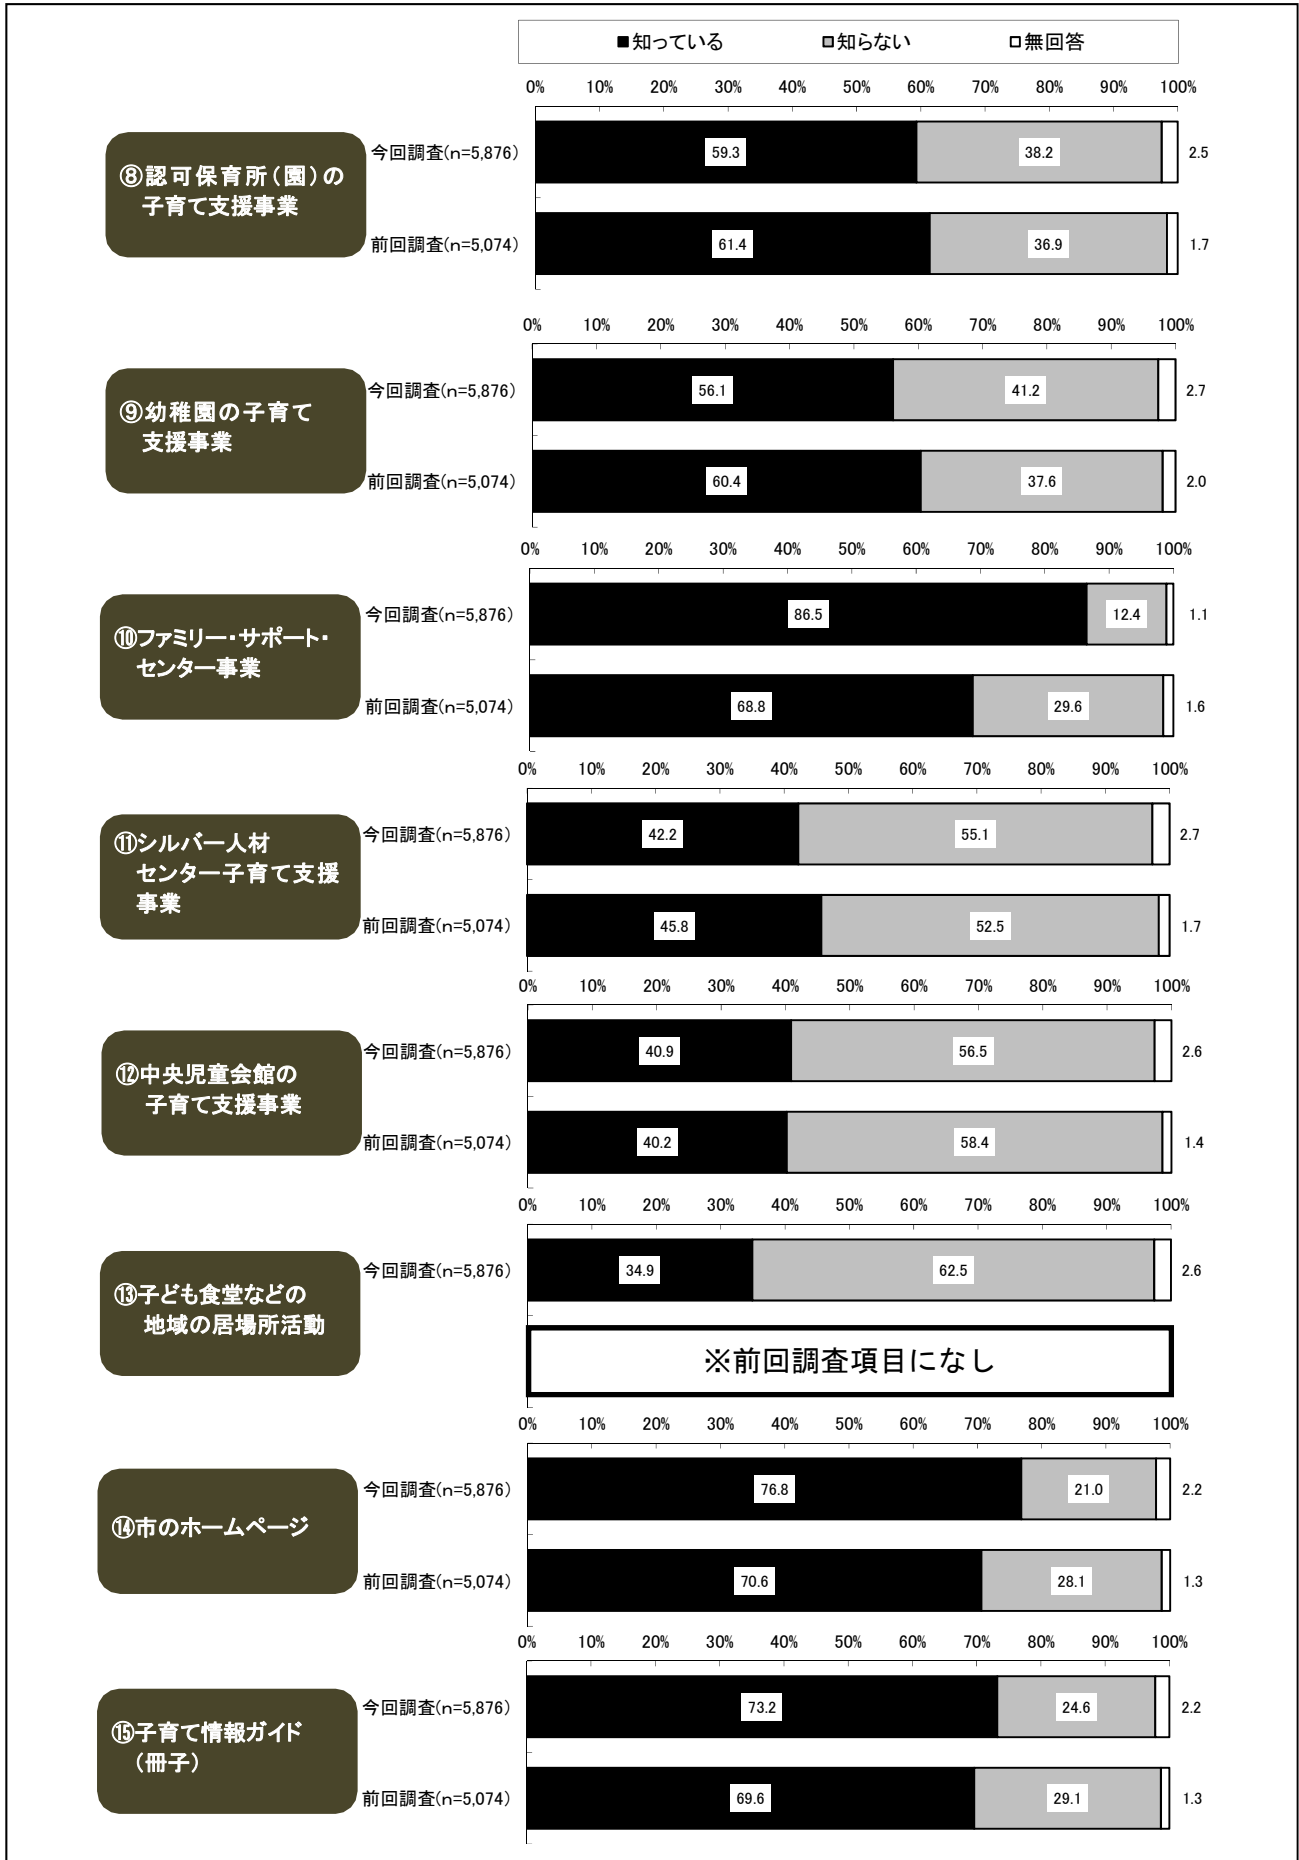 ■知っている ■知らない □無回答
0% 10% 20% 30% 40% 50% 60% 70% 80% 90% 100%
⑧認可保育所(園)の
子育て支援事業
今回調査(n=5,876) 59.3 38.2 2.5
前回調査(n=5,074) 61.4 36.9 1.7
0% 10% 20% 30% 40% 50% 60% 70% 80% 90% 100%
⑨幼稚園の子育て
支援事業
今回調査(n=5,876) 56.1 41.2 2.7
前回調査(n=5,074) 60.4 37.6 2.0
0% 10% 20% 30% 40% 50% 60% 70% 80% 90% 100%
⑩ファミリー・サポート・
センター事業
今回調査(n=5,876) 86.5 12.4 1.1
前回調査(n=5,074) 68.8 29.6 1.6
0% 10% 20% 30% 40% 50% 60% 70% 80% 90% 100%
⑪シルバー人材
センター子育て支援
事業
今回調査(n=5,876) 42.2 55.1 2.7
前回調査(n=5,074) 45.8 52.5 1.7
0% 10% 20% 30% 40% 50% 60% 70% 80% 90% 100%
⑫中央児童会館の
子育て支援事業
今回調査(n=5,876) 40.9 56.5 2.6
前回調査(n=5,074) 40.2 58.4 1.4
0% 10% 20% 30% 40% 50% 60% 70% 80% 90% 100%
⑬子ども食堂などの
地域の居場所活動
今回調査(n=5,876) 34.9 62.5 2.6
※前回調査項目になし
0% 10% 20% 30% 40% 50% 60% 70% 80% 90% 100%
⑭市のホームページ
今回調査(n=5,876) 76.8 21.0 2.2
前回調査(n=5,074) 70.6 28.1 1.3
0% 10% 20% 30% 40% 50% 60% 70% 80% 90% 100%
⑮子育て情報ガイド
(冊子)
今回調査(n=5,876) 73.2 24.6 2.2
前回調査(n=5,074) 69.6 29.1 1.3